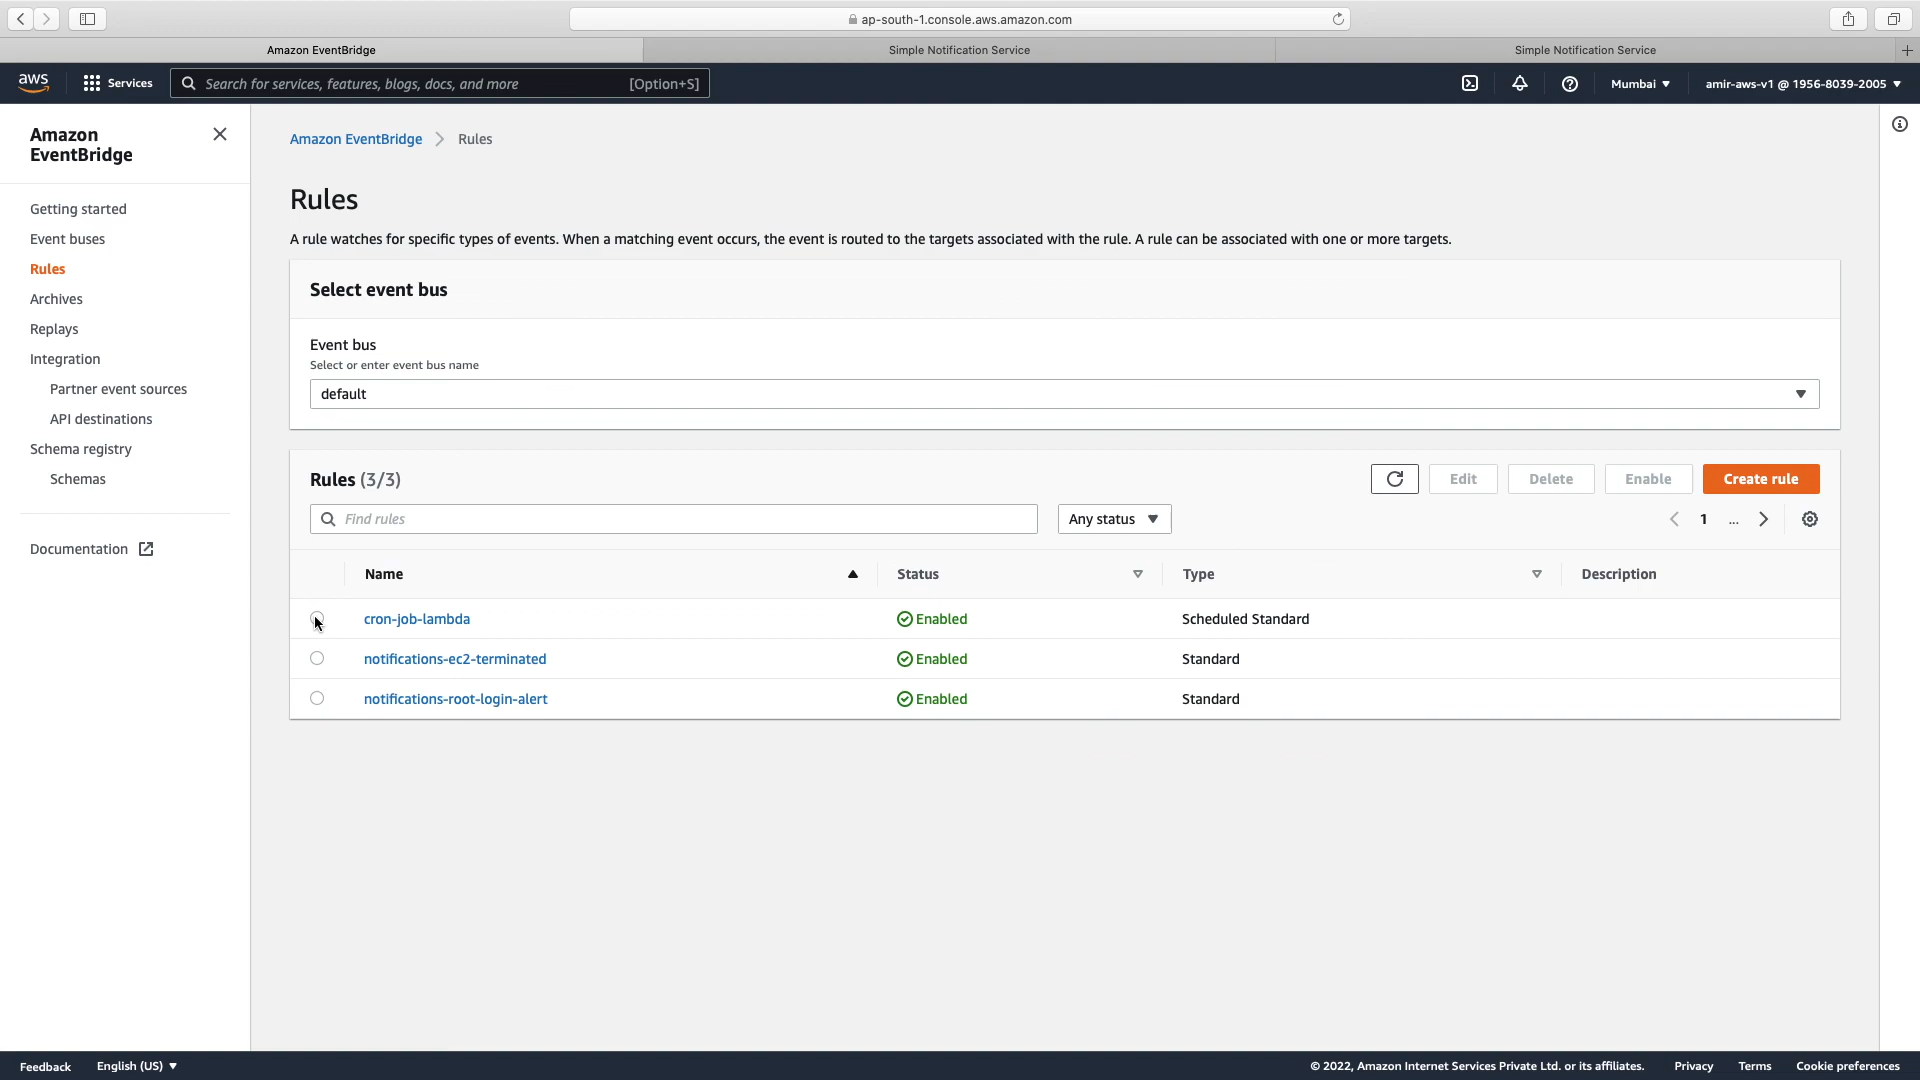 ap-south-1.console.aws.amazon.com
Amazon EventBridge
Simple Notification Service
Simple Notification Service
aws
Services
Search for services, features, blogs, docs, and more
[Option+S]
Mumbai
amir-aws-v1 @ 1956-8039-2005
Amazon
EventBridge
Getting started
Event buses
Rules
Archives
Replays
Integration
Partner event sources
API destinations
Schema registry
Schemas
Documentation
Amazon EventBridge
Rules
Rules
A rule watches for specific types of events. When a matching event occurs, the event is routed to the targets associated with the rule. A rule can be associated with one or more targets.
Select event bus
Event bus
Select or enter event bus name
default
Rules (3/3)
Edit
Delete
Enable
Create rule
Find rules
Any status
1
...
Name
Status
Type
Description
cron-job-lambda
Enabled
Scheduled Standard
notifications-ec2-terminated
Enabled
Standard
notifications-root-login-alert
Enabled
Standard
Feedback
English (US)
© 2022, Amazon Internet Services Private Ltd. or its affiliates.
Privacy
Terms
Cookie preferences